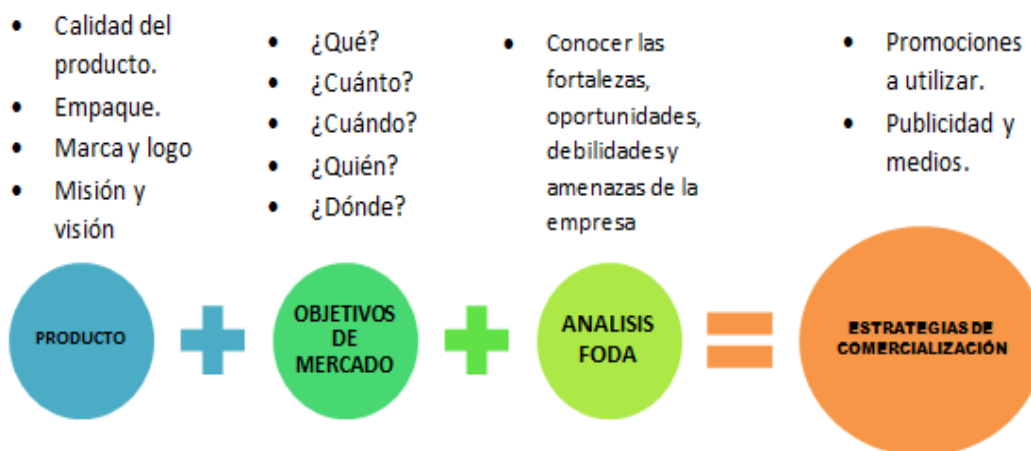 • Calidad del
producto.
• Empaque.
• Marca y logo
• Misión y
visión
• ¿Qué?
• ¿Cuánto?
• ¿Cuándo?
• ¿Quién?
• ¿Dónde?
• Conocer las
fortalezas,
oportunidades,
debilidades y
amenazas de la
empresa
• Promociones
a utilizar.
• Publicidad y
medios.
PRODUCTO
OBJETIVOS
DE
MERCADO
ANALISIS
FODA
ESTRATEGIAS DE
COMERCIALIZACIÓN